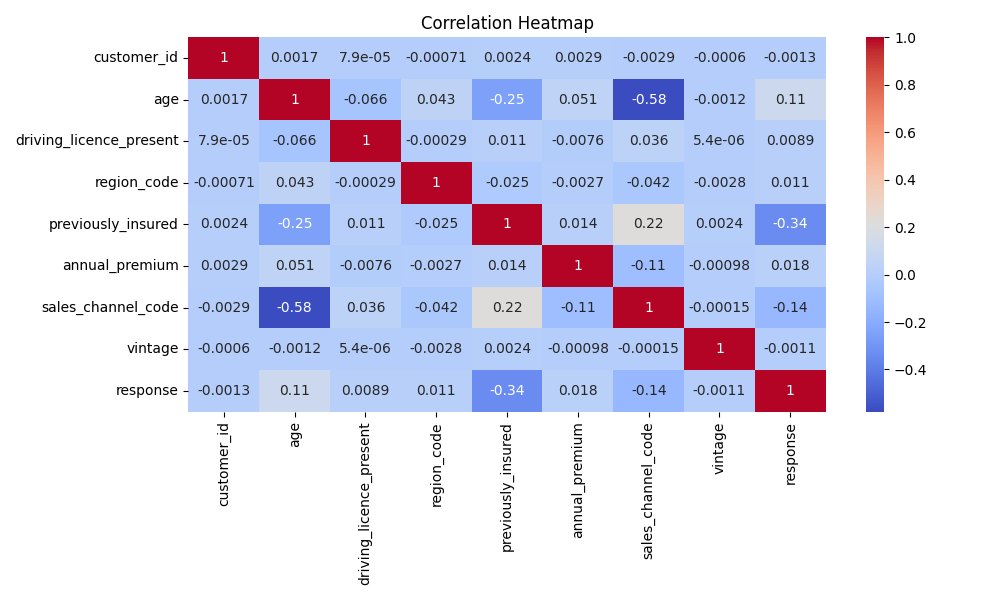 Correlation Heatmap
customer_id 1 0.0017 7.9e-05 -0.00071 0.0024 0.0029 -0.0029 -0.0006 -0.0013
age 0.0017 1 -0.066 0.043 -0.25 0.051 -0.58 -0.0012 0.11
driving_licence_present 7.9e-05 -0.066 1 -0.00029 0.011 -0.0076 0.036 5.4e-06 0.0089
region_code -0.00071 0.043 -0.00029 1 -0.025 -0.0027 -0.042 -0.0028 0.011
previously_insured 0.0024 -0.25 0.011 -0.025 1 0.014 0.22 0.0024 -0.34
annual_premium 0.0029 0.051 -0.0076 -0.0027 0.014 1 -0.11 -0.00098 0.018
sales_channel_code -0.0029 -0.58 0.036 -0.042 0.22 -0.11 1 -0.00015 -0.14
vintage -0.0006 -0.0012 5.4e-06 -0.0028 0.0024 -0.00098 -0.00015 1 -0.0011
response -0.0013 0.11 0.0089 0.011 -0.34 0.018 -0.14 -0.0011 1
customer_id
age
driving_licence_present
region_code
previously_insured
annual_premium
sales_channel_code
vintage
response
1.0
0.8
0.6
0.4
0.2
0.0
−0.2
−0.4